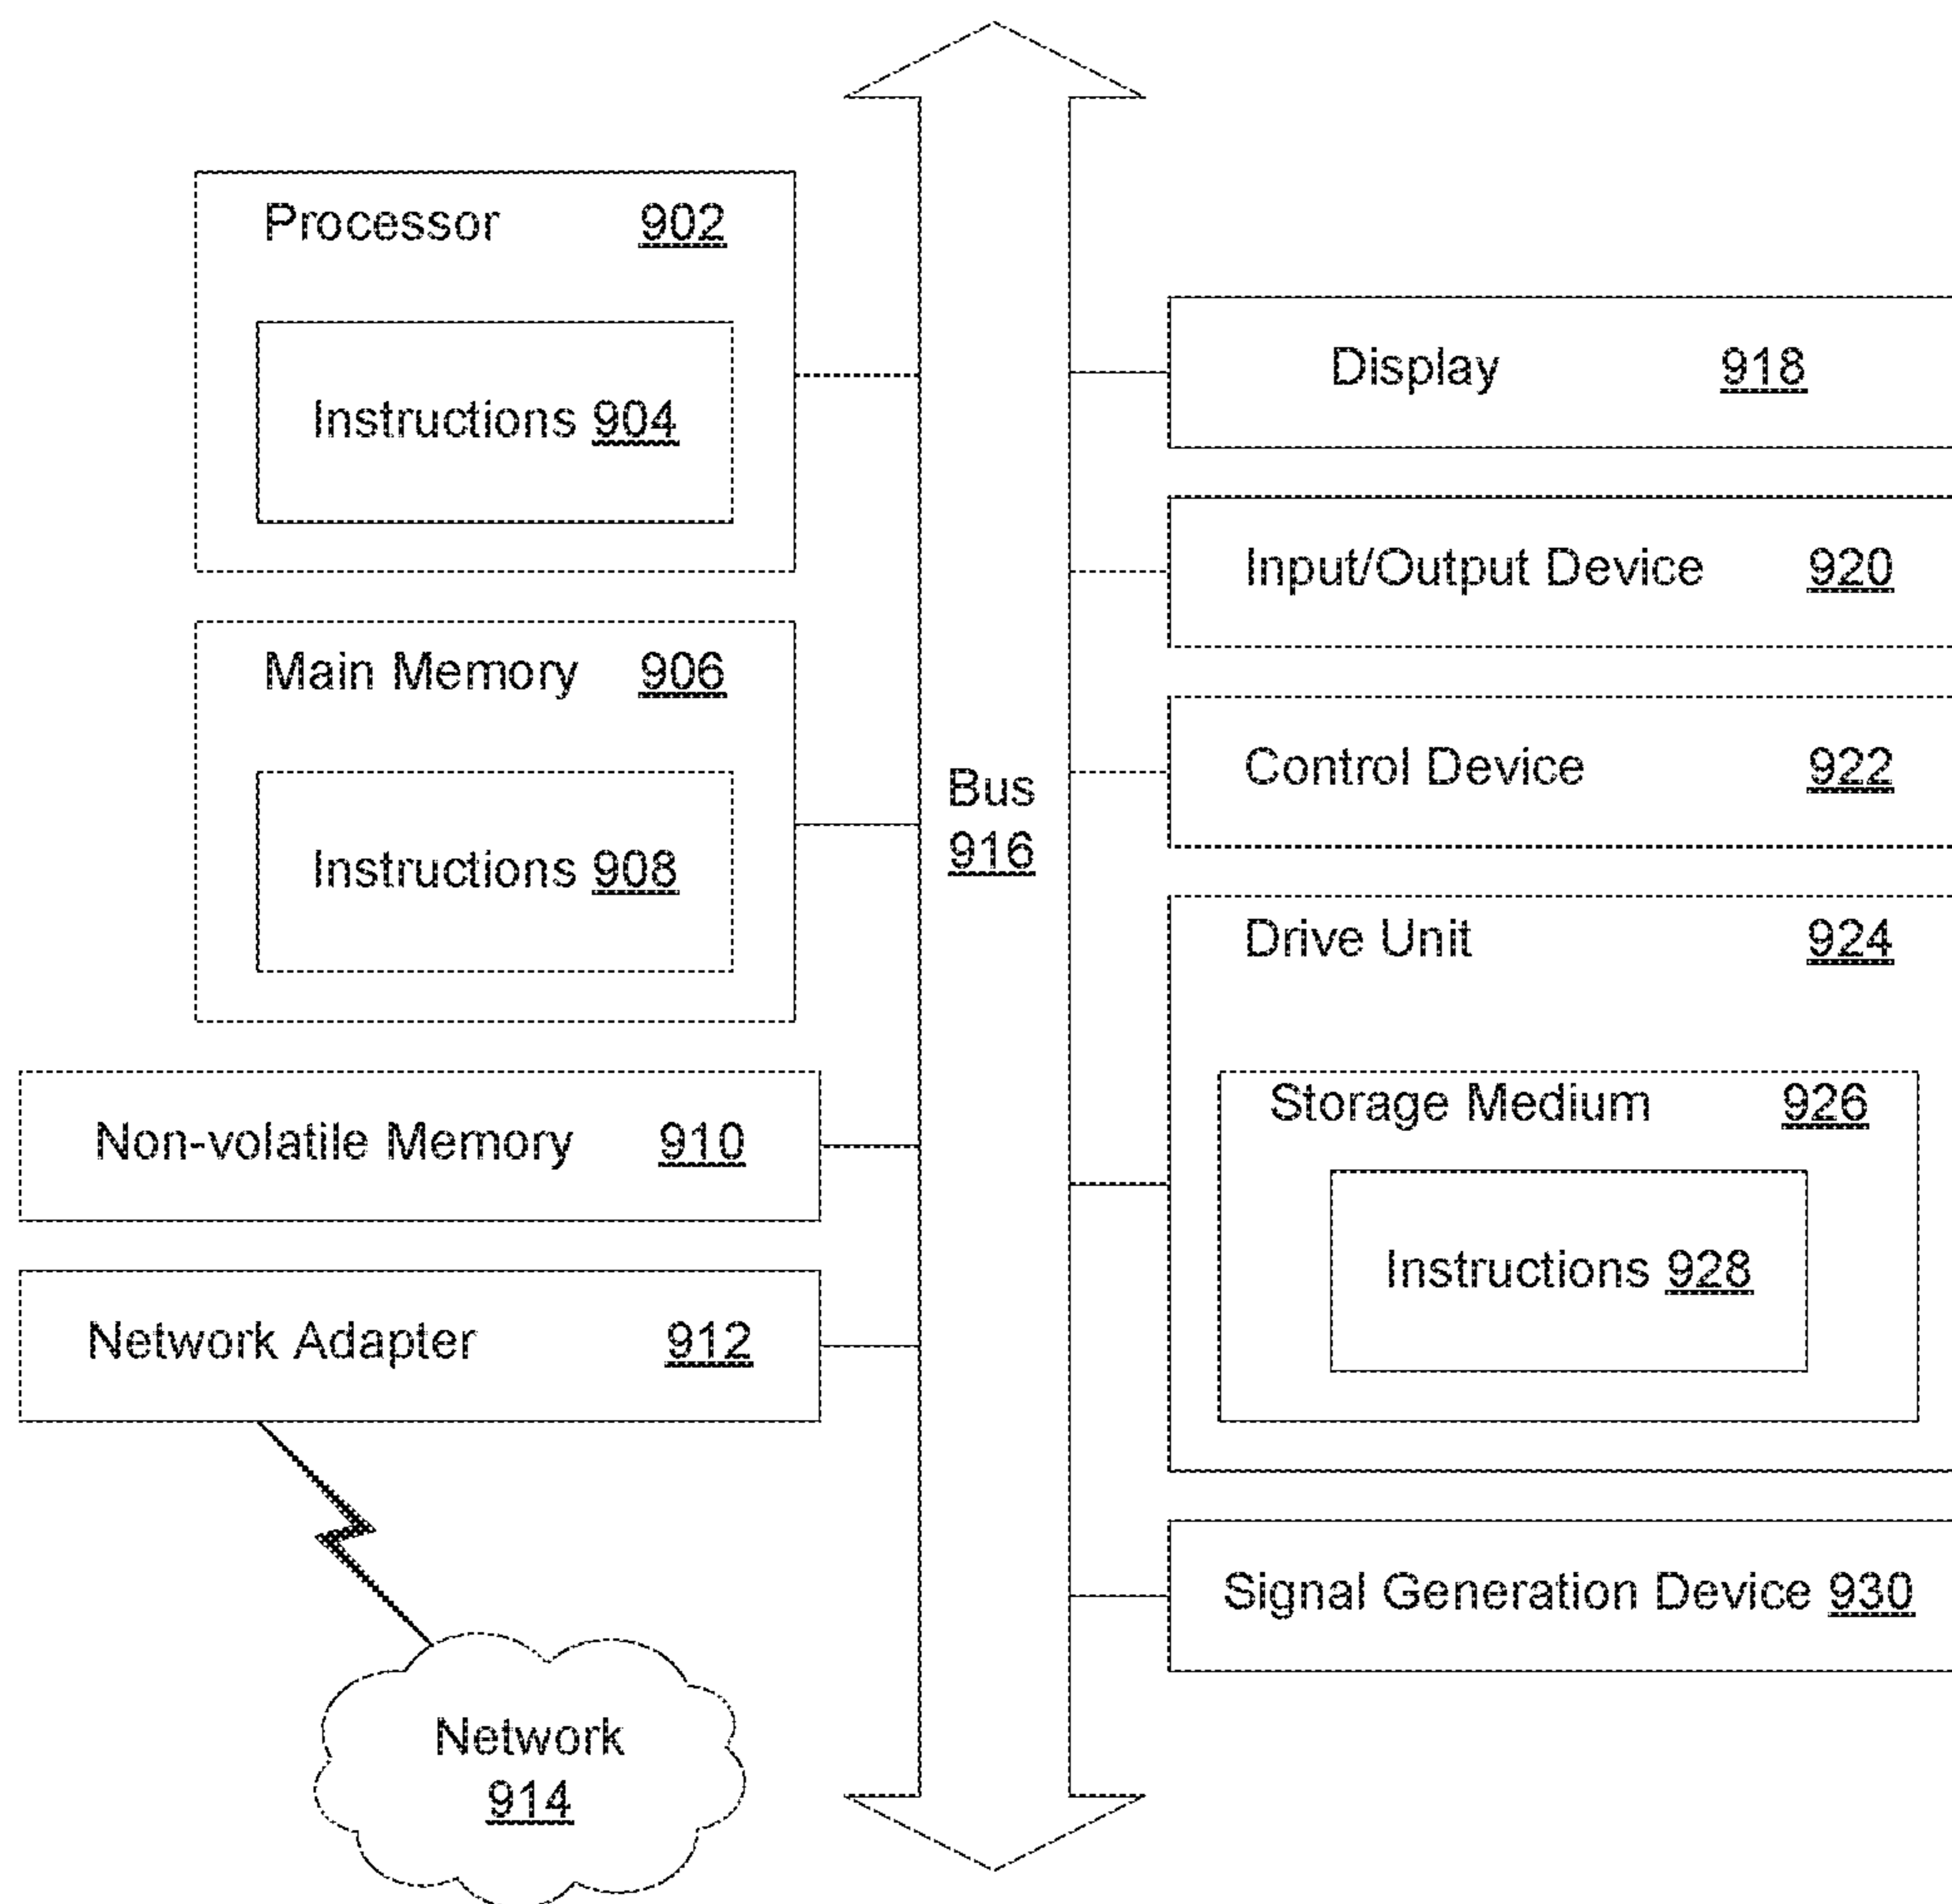 Processor 902
Instructions 904
Main Memory 906
Instructions 908
Non-volatile Memory 910
Network Adapter 912
Network
914
Bus
916
Display 918
Input/Output Device 920
Control Device 922
Drive Unit 924
Storage Medium 926
Instructions 928
Signal Generation Device 930